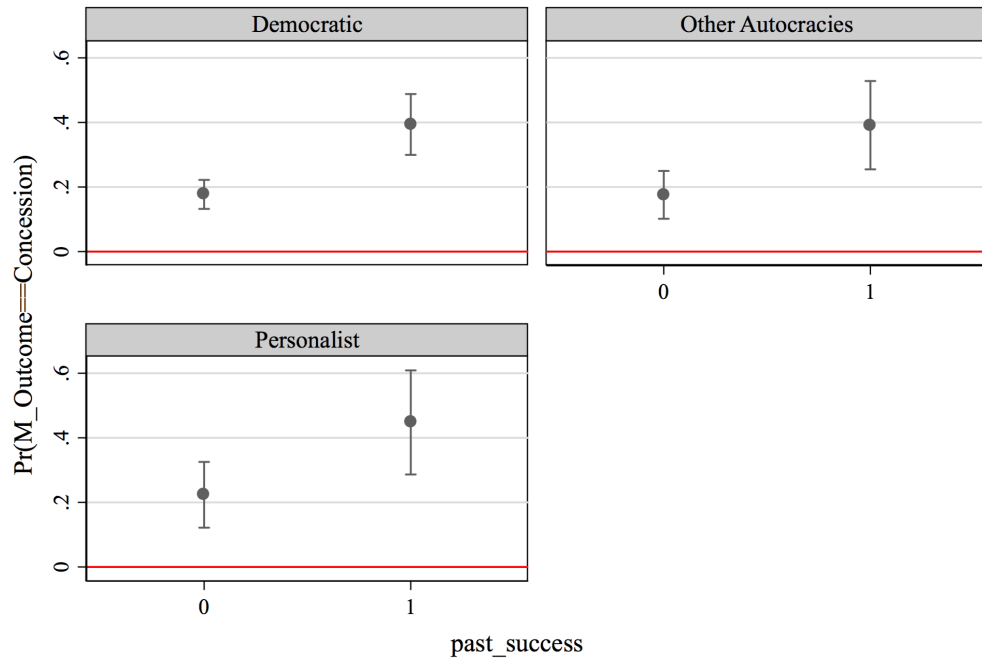 Democratic
Other Autocracies
.6
.4
.2
0
0
1
Personalist
.6
.4
.2
0
0
1
Pr(M_Outcome==Concession)
past_success